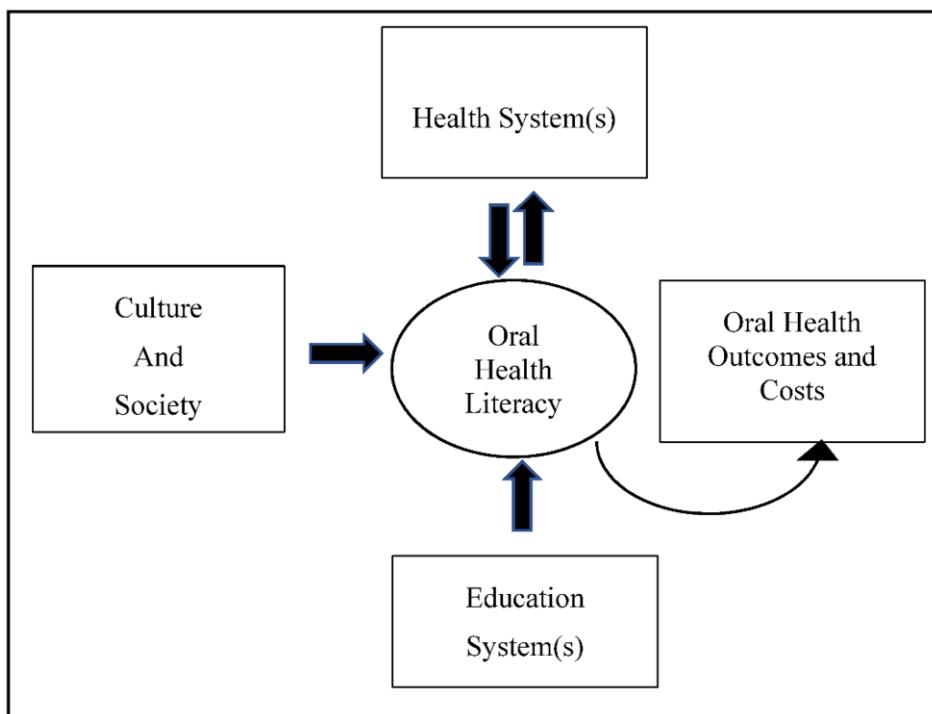 Health System(s)
Culture
And
Society
Oral
Health
Literacy
Oral Health
Outcomes and
Costs
Education
System(s)